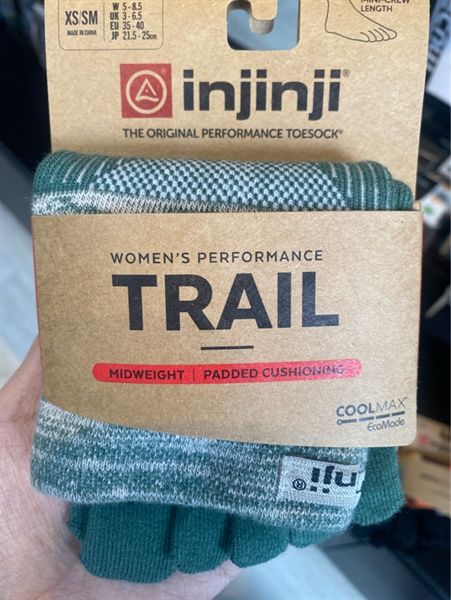 XS/SM
MADE IN CHINA
W 5 - 8.5
UK 3 - 6.5
EU 35 - 40
JP 21.5 - 25cm
MINI-CREW
LENGTH
injinji®
THE ORIGINAL PERFORMANCE TOESOCK®
WOMEN'S PERFORMANCE
TRAIL
MIDWEIGHT | PADDED CUSHIONING
COOLMAX®
EcoMade
nji®